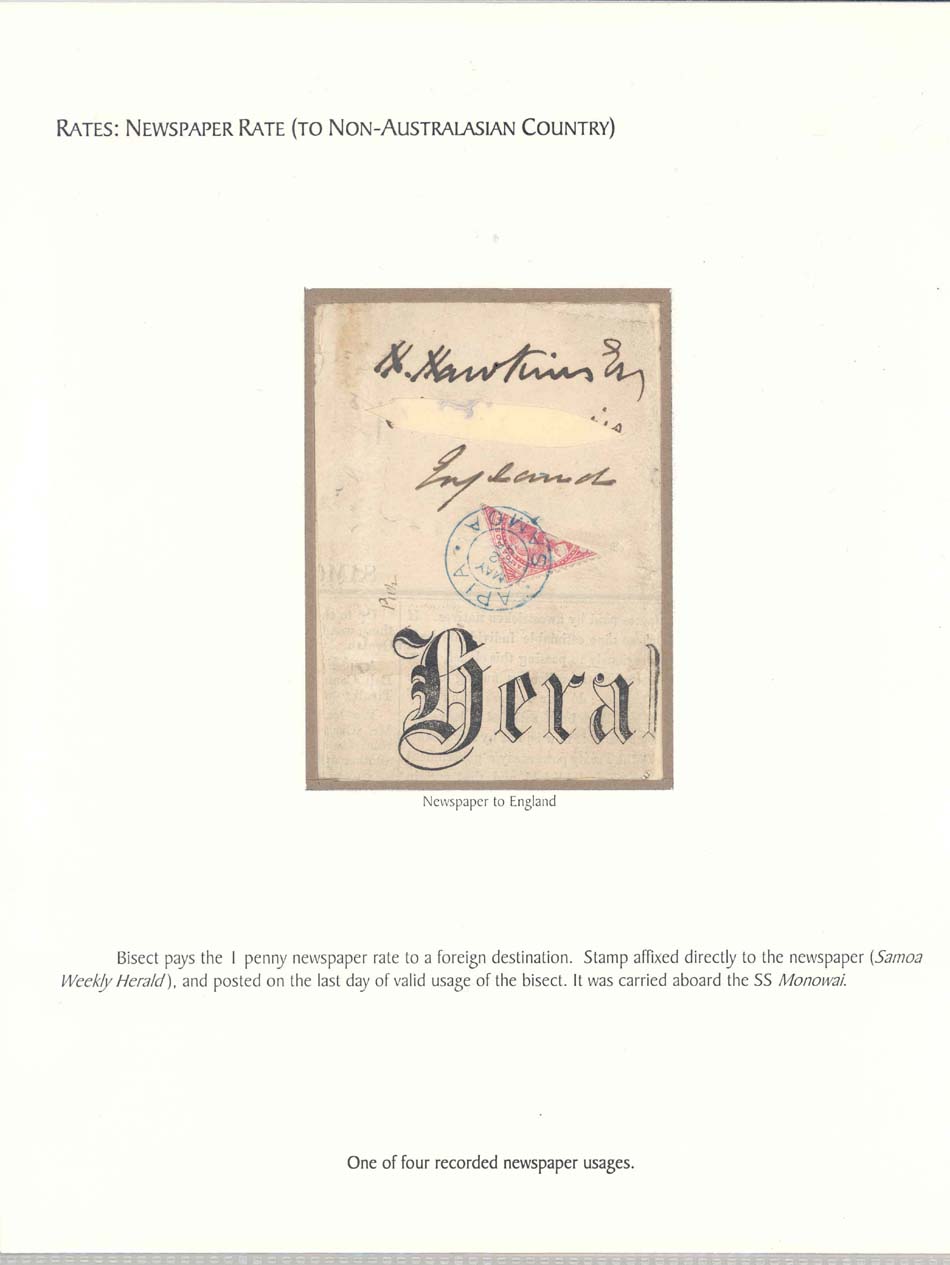 RATES: NEWSPAPER RATE (TO NON-AUSTRALASIAN COUNTRY)
H. Hawkins Esq
England
SAMOA
APIA
MAY
Heral
Newspaper to England
Bisect pays the 1 penny newspaper rate to a foreign destination. Stamp affixed directly to the newspaper (Samoa
Weekly Herald), and posted on the last day of valid usage of the bisect. It was carried aboard the SS Monowai.
One of four recorded newspaper usages.